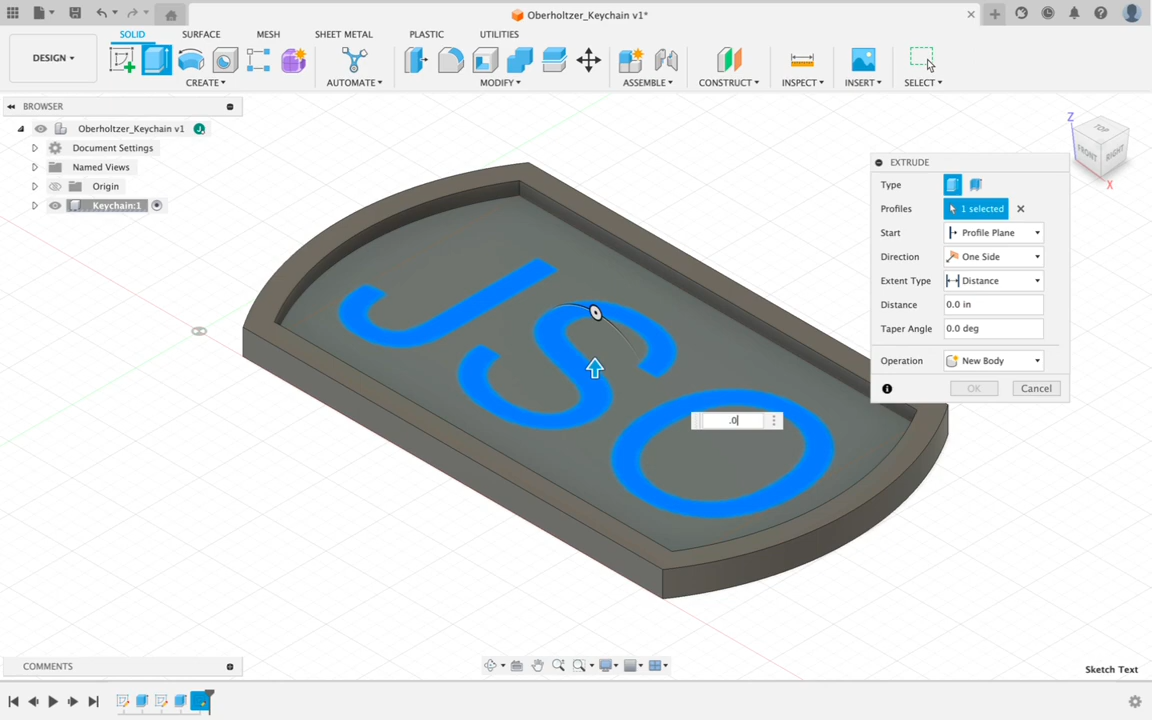 Oberholtzer_Keychain v1*
SOLID SURFACE MESH SHEET METAL PLASTIC UTILITIES
DESIGN
CREATE AUTOMATE MODIFY ASSEMBLE CONSTRUCT INSPECT INSERT SELECT
BROWSER
Oberholtzer_Keychain v1
Document Settings
Named Views
Origin
Keychain:1
Z
TOP
FRONT RIGHT
X
EXTRUDE
Type
Profiles 1 selected
Start Profile Plane
Direction One Side
Extent Type Distance
Distance 0.0 in
Taper Angle 0.0 deg
Operation New Body
OK Cancel
JSO
.0
COMMENTS
Sketch Text